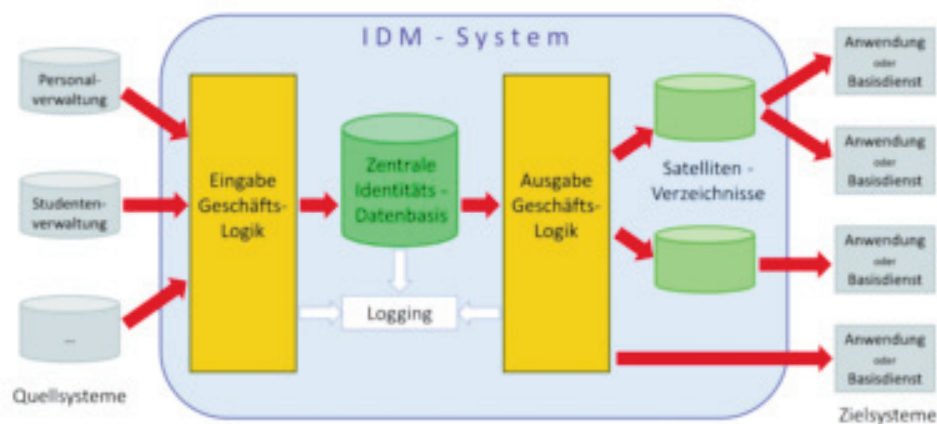 IDM - System
Personal-
verwaltung
Studenten-
verwaltung
...
Quellsysteme
Eingabe
Geschäfts-
Logik
Zentrale
Identitäts -
Datenbasis
Logging
Ausgabe
Geschäfts-
Logik
Satelliten -
Verzeichnisse
Anwendung
oder
Basisdienst
Anwendung
oder
Basisdienst
Anwendung
oder
Basisdienst
Anwendung
oder
Basisdienst
Zielsysteme